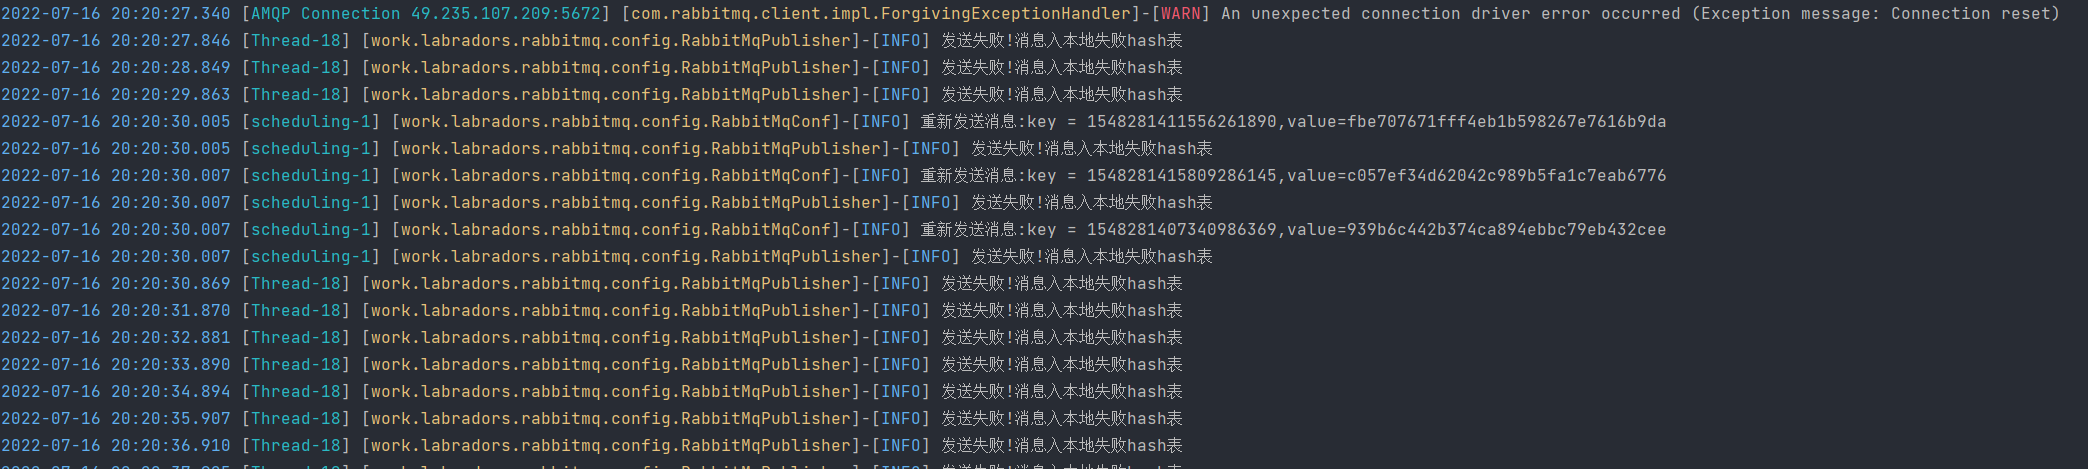 2022-07-16 20:20:27.340 [AMQP Connection 49.235.107.209:5672] [com.rabbitmq.client.impl.ForgivingExceptionHandler]-[WARN] An unexpected connection driver error occurred (Exception message: Connection reset)
2022-07-16 20:20:27.846 [Thread-18] [work.labradors.rabbitmq.config.RabbitMqPublisher]-[INFO] 发送失败!消息入本地失败hash表
2022-07-16 20:20:28.849 [Thread-18] [work.labradors.rabbitmq.config.RabbitMqPublisher]-[INFO] 发送失败!消息入本地失败hash表
2022-07-16 20:20:29.863 [Thread-18] [work.labradors.rabbitmq.config.RabbitMqPublisher]-[INFO] 发送失败!消息入本地失败hash表
2022-07-16 20:20:30.005 [scheduling-1] [work.labradors.rabbitmq.config.RabbitMqConf]-[INFO] 重新发送消息:key = 1548281411556261890,value=fbe707671fff4eb1b598267e7616b9da
2022-07-16 20:20:30.005 [scheduling-1] [work.labradors.rabbitmq.config.RabbitMqPublisher]-[INFO] 发送失败!消息入本地失败hash表
2022-07-16 20:20:30.007 [scheduling-1] [work.labradors.rabbitmq.config.RabbitMqConf]-[INFO] 重新发送消息:key = 1548281415809286145,value=c057ef34d62042c989b5fa1c7eab6776
2022-07-16 20:20:30.007 [scheduling-1] [work.labradors.rabbitmq.config.RabbitMqPublisher]-[INFO] 发送失败!消息入本地失败hash表
2022-07-16 20:20:30.007 [scheduling-1] [work.labradors.rabbitmq.config.RabbitMqConf]-[INFO] 重新发送消息:key = 1548281407340986369,value=939b6c442b374ca894ebbc79eb432cee
2022-07-16 20:20:30.007 [scheduling-1] [work.labradors.rabbitmq.config.RabbitMqPublisher]-[INFO] 发送失败!消息入本地失败hash表
2022-07-16 20:20:30.869 [Thread-18] [work.labradors.rabbitmq.config.RabbitMqPublisher]-[INFO] 发送失败!消息入本地失败hash表
2022-07-16 20:20:31.870 [Thread-18] [work.labradors.rabbitmq.config.RabbitMqPublisher]-[INFO] 发送失败!消息入本地失败hash表
2022-07-16 20:20:32.881 [Thread-18] [work.labradors.rabbitmq.config.RabbitMqPublisher]-[INFO] 发送失败!消息入本地失败hash表
2022-07-16 20:20:33.890 [Thread-18] [work.labradors.rabbitmq.config.RabbitMqPublisher]-[INFO] 发送失败!消息入本地失败hash表
2022-07-16 20:20:34.894 [Thread-18] [work.labradors.rabbitmq.config.RabbitMqPublisher]-[INFO] 发送失败!消息入本地失败hash表
2022-07-16 20:20:35.907 [Thread-18] [work.labradors.rabbitmq.config.RabbitMqPublisher]-[INFO] 发送失败!消息入本地失败hash表
2022-07-16 20:20:36.910 [Thread-18] [work.labradors.rabbitmq.config.RabbitMqPublisher]-[INFO] 发送失败!消息入本地失败hash表